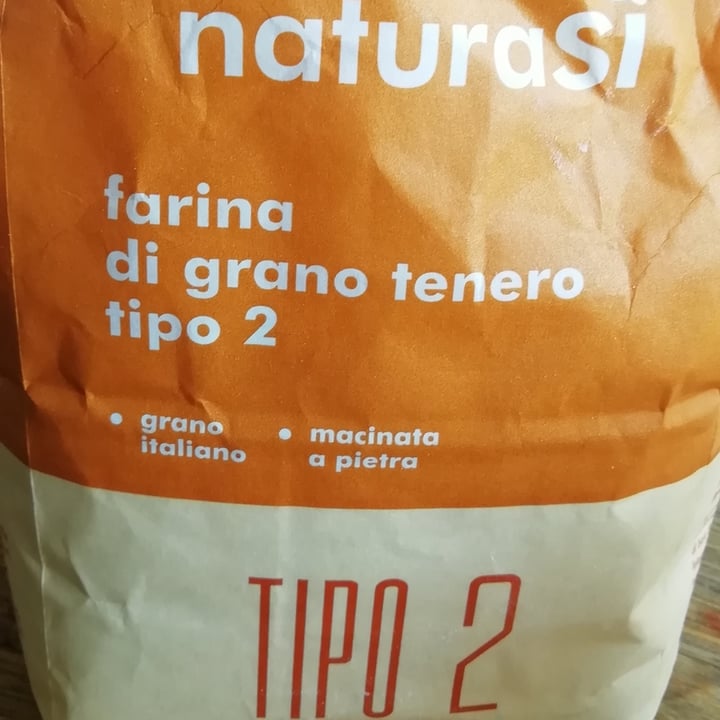 naturasì
farina
di grano tenero
tipo 2
• grano
italiano
• macinata
a pietra
TIPO 2